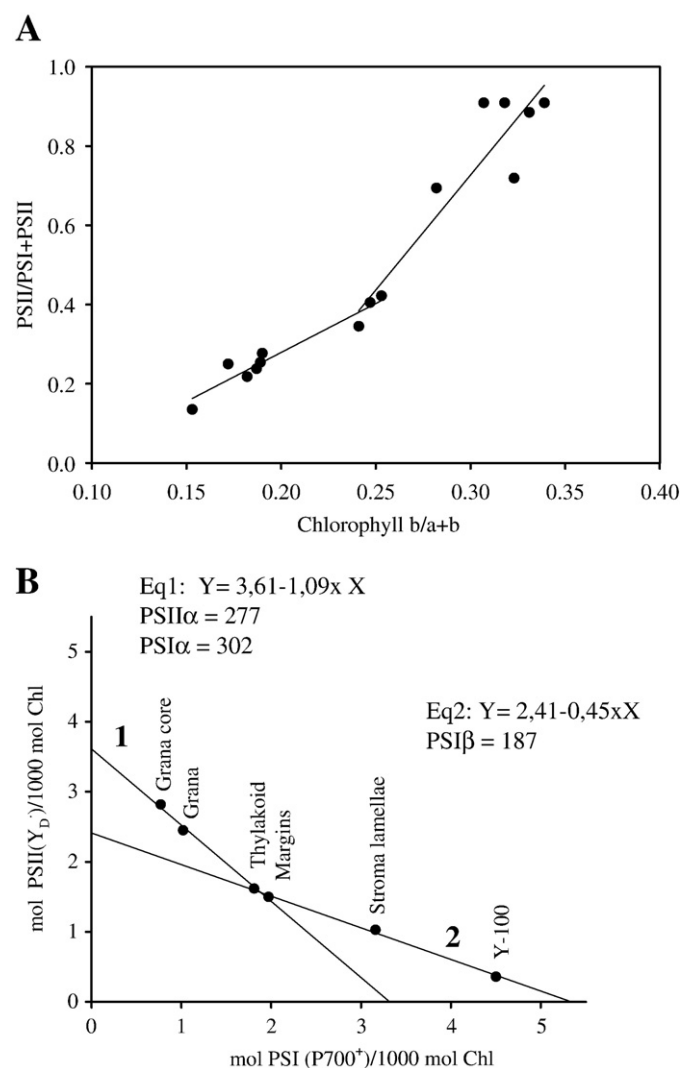 A
1.0
0.8
0.6
0.4
0.2
0.0
PSII/PSI+PSII
0.10 0.15 0.20 0.25 0.30 0.35 0.40
Chlorophyll b/a+b
B
Eq1: Y= 3,61-1,09x X
PSIIα = 277
PSIα = 302
Eq2: Y= 2,41-0,45xX
PSIβ = 187
5
4
3
2
1
0
mol PSII(Y_D·)/1000 mol Chl
1
Grana core
Grana
Thylakoid
Margins
Stroma lamellae
2
Y-100
0 1 2 3 4 5
mol PSI (P700⁺)/1000 mol Chl